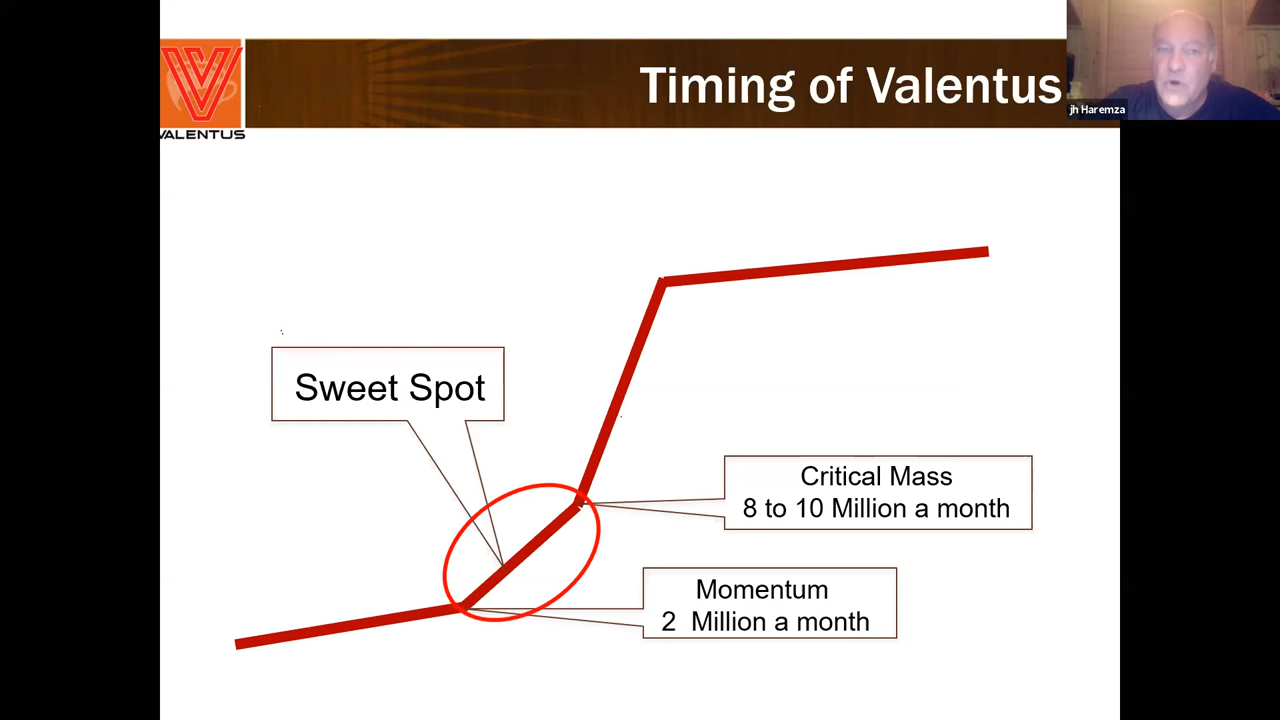 Timing of Valentus
VALENTUS
jh Haremza
Sweet Spot
Critical Mass
8 to 10 Million a month
Momentum
2 Million a month